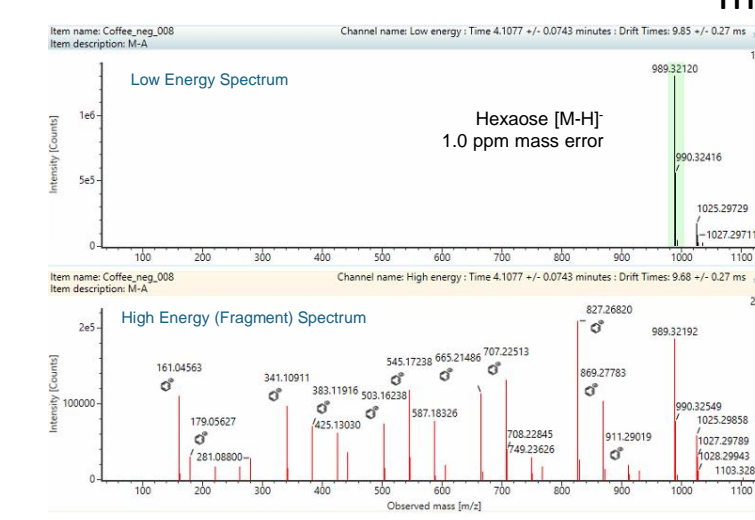 Item name: Coffee_neg_008
Channel name: Low energy : Time 4.1077 +/- 0.0743 minutes : Drift Times: 9.85 +/- 0.27 ms
Item description: M-A
Low Energy Spectrum
989.32120
Hexaose [M-H]-
1.0 ppm mass error
1e6
990.32416
5e5
1025.29729
1027.29711
0
Intensity [Counts]
100 200 300 400 500 600 700 800 900 1000 1100
Item name: Coffee_neg_008
Channel name: High energy : Time 4.1077 +/- 0.0743 minutes : Drift Times: 9.68 +/- 0.27 ms
Item description: M-A
High Energy (Fragment) Spectrum
827.26820
2e5
989.32192
161.04563
341.10911
383.11916
503.16238
545.17238
665.21486
707.22513
869.27783
179.05627
281.08800
425.13030
587.18326
708.22845
749.23626
911.29019
990.32549
1025.29858
1027.29789
1028.29943
1103.328
100000
0
Intensity [Counts]
100 200 300 400 500 600 700 800 900 1000 1100
Observed mass [m/z]